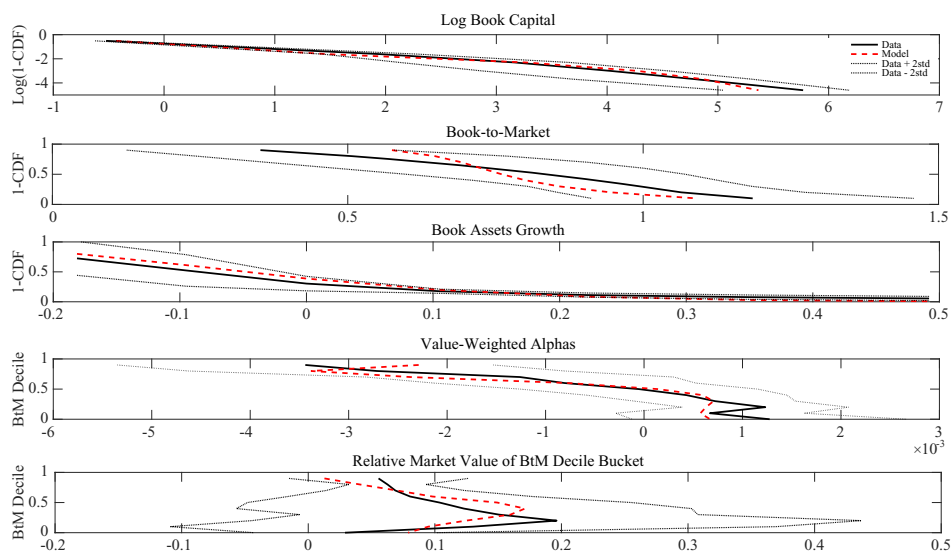 Log Book Capital
Log(1-CDF)
0
-2
-4
Data
Model
Data + 2std
Data - 2std
-1 0 1 2 3 4 5 6 7
Book-to-Market
1-CDF
1
0.5
0
0 0.5 1 1.5
Book Assets Growth
1-CDF
1
0.5
0
-0.2 -0.1 0 0.1 0.2 0.3 0.4 0.5
Value-Weighted Alphas
BtM Decile
1
0.5
0
-6 -5 -4 -3 -2 -1 0 1 2 3
×10-3
Relative Market Value of BtM Decile Bucket
BtM Decile
1
0.5
0
-0.2 -0.1 0 0.1 0.2 0.3 0.4 0.5